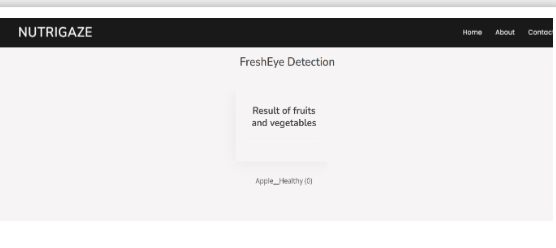 NUTRIGAZE
Home About Contact
FreshEye Detection
Result of fruits
and vegetables
Apple__Healthy (0)